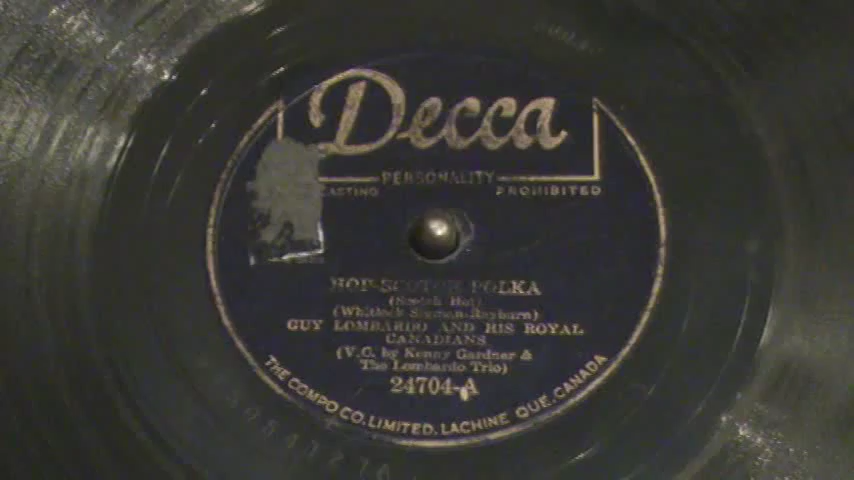 Decca
PERSONALITY
CASTING PROHIBITED
HOP-SCOTCH POLKA
(Scotch Hot)
(Whitlock-Sigman-Rayburn)
GUY LOMBARDO AND HIS ROYAL
CANADIANS
(V.C. by Kenny Gardner &
The Lombardo Trio)
24704-A
THE COMPO CO. LIMITED, LACHINE QUE. CANADA